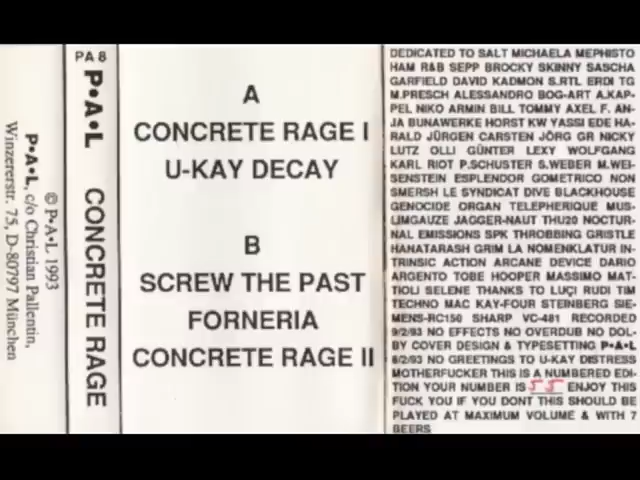 © P•A•L 1993
P•A•L, c/o Christian Pallentin,
Winzererstr. 75, D-80797 München
PA 8
P•A•L CONCRETE RAGE
A
CONCRETE RAGE I
U-KAY DECAY
B
SCREW THE PAST
FORNERIA
CONCRETE RAGE II
DEDICATED TO SALT MICHAELA MEPHISTO
HAM R&B SEPP BROCKY SKINNY SASCHA
GARFIELD DAVID KADMON S.RTL ERDI TG
M.PRESCH ALESSANDRO BOG-ART A.KAP-
PEL NIKO ARMIN BILL TOMMY AXEL F. AN-
JA BUNAWERKE HORST KW YASSI EDE HA-
RALD JÜRGEN CARSTEN JÖRG GR NICKY
LUTZ OLLI GÜNTER LEXY WOLFGANG
KARL RIOT P.SCHUSTER S.WEBER M.WEI-
SENSTEIN ESPLENDOR GOMETRICO NON
SMERSH LE SYNDICAT DIVE BLACKHOUSE
GENOCIDE ORGAN TELEPHERIQUE MUS-
LIMGAUZE JAGGER-NAUT THU20 NOCTUR-
NAL EMISSIONS SPK THROBBING GRISTLE
HANATARASH GRIM LA NOMENKLATUR IN-
TRINSIC ACTION ARCANE DEVICE DARIO
ARGENTO TOBE HOOPER MASSIMO MAT-
TIOLI SELENE THANKS TO LUÇI RUDI TIM
TECHNO MAC KAY-FOUR STEINBERG SIE-
MENS-RC150 SHARP VC-481 RECORDED
9/2/93 NO EFFECTS NO OVERDUB NO DOL-
BY COVER DESIGN & TYPESETTING P•A•L
8/2/93 NO GREETINGS TO U-KAY DISTRESS
MOTHERFUCKER THIS IS A NUMBERED EDI-
TION YOUR NUMBER IS 55 ENJOY THIS
FUCK YOU IF YOU DONT THIS SHOULD BE
PLAYED AT MAXIMUM VOLUME & WITH 7
BEERS